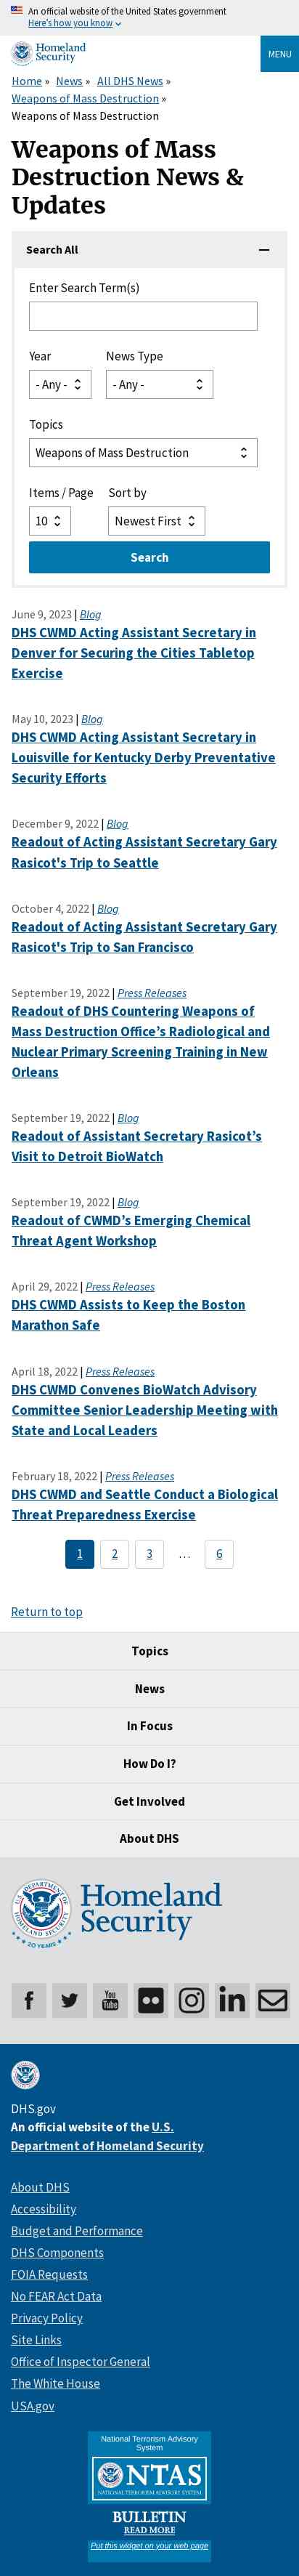 An official website of the United States government
Here's how you know
Homeland
Security
MENU
Home » News » All DHS News »
Weapons of Mass Destruction »
Weapons of Mass Destruction
Weapons of Mass
Destruction News &
Updates
Search All
Enter Search Term(s)
Year News Type
- Any - - Any -
Topics
Weapons of Mass Destruction
Items / Page Sort by
10 Newest First
Search
June 9, 2023 | Blog
DHS CWMD Acting Assistant Secretary in
Denver for Securing the Cities Tabletop
Exercise
May 10, 2023 | Blog
DHS CWMD Acting Assistant Secretary in
Louisville for Kentucky Derby Preventative
Security Efforts
December 9, 2022 | Blog
Readout of Acting Assistant Secretary Gary
Rasicot's Trip to Seattle
October 4, 2022 | Blog
Readout of Acting Assistant Secretary Gary
Rasicot's Trip to San Francisco
September 19, 2022 | Press Releases
Readout of DHS Countering Weapons of
Mass Destruction Office’s Radiological and
Nuclear Primary Screening Training in New
Orleans
September 19, 2022 | Blog
Readout of Assistant Secretary Rasicot’s
Visit to Detroit BioWatch
September 19, 2022 | Blog
Readout of CWMD's Emerging Chemical
Threat Agent Workshop
April 29, 2022 | Press Releases
DHS CWMD Assists to Keep the Boston
Marathon Safe
April 18, 2022 | Press Releases
DHS CWMD Convenes BioWatch Advisory
Committee Senior Leadership Meeting with
State and Local Leaders
February 18, 2022 | Press Releases
DHS CWMD and Seattle Conduct a Biological
Threat Preparedness Exercise
1 2 3 … 6
Return to top
Topics
News
In Focus
How Do I?
Get Involved
About DHS
Homeland
Security
20 YEARS
You
Tube
DHS.gov
An official website of the U.S.
Department of Homeland Security
About DHS
Accessibility
Budget and Performance
DHS Components
FOIA Requests
No FEAR Act Data
Privacy Policy
Site Links
Office of Inspector General
The White House
USA.gov
National Terrorism Advisory
System
NTAS
NATIONAL TERRORISM ADVISORY SYSTEM
BULLETIN
READ MORE
Put this widget on your web page